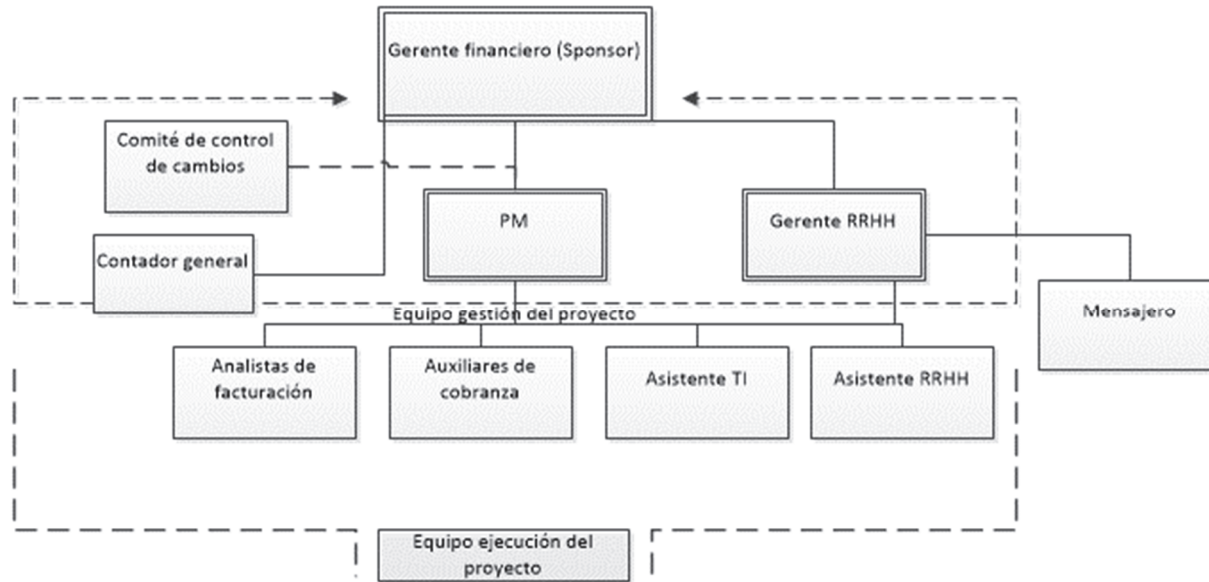 Gerente financiero (Sponsor)
Comité de control
de cambios
PM
Gerente RRHH
Contador general
Mensajero
Equipo gestión del proyecto
Analistas de
facturación
Auxiliares de
cobranza
Asistente TI
Asistente RRHH
Equipo ejecución del
proyecto